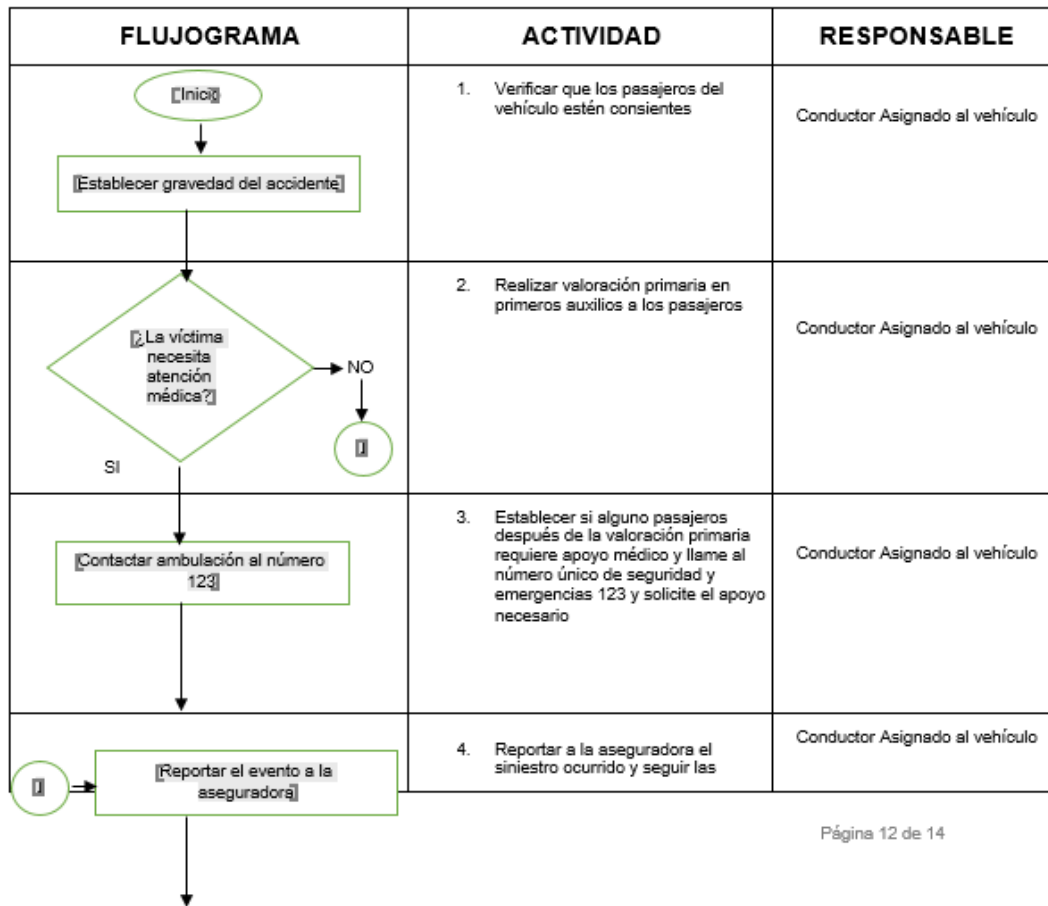 FLUJOGRAMA
ACTIVIDAD
RESPONSABLE
[Inicio]
[Establecer gravedad del accidente]
1. Verificar que los pasajeros del
vehículo estén consientes
Conductor Asignado al vehículo
[¿La víctima
necesita
atención
médica?]
NO
SI
2. Realizar valoración primaria en
primeros auxilios a los pasajeros
Conductor Asignado al vehículo
[Contactar ambulación al número
123]
3. Establecer si alguno pasajeros
después de la valoración primaria
requiere apoyo médico y llame al
número único de seguridad y
emergencias 123 y solicite el apoyo
necesario
Conductor Asignado al vehículo
[Reportar el evento a la
aseguradora]
4. Reportar a la aseguradora el
siniestro ocurrido y seguir las
Conductor Asignado al vehículo
Página 12 de 14